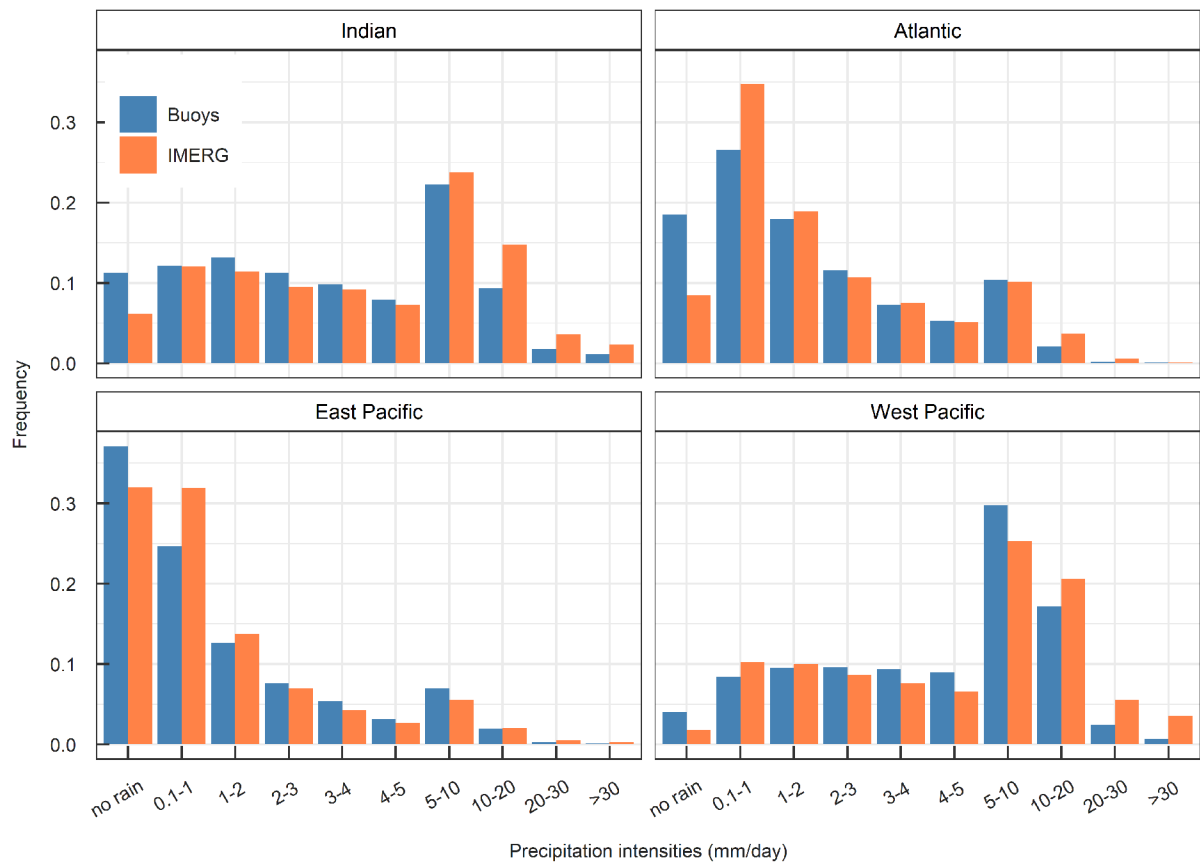 Indian
Atlantic
Buoys
IMERG
0.3
0.2
0.1
0.0
East Pacific
West Pacific
0.3
0.2
0.1
0.0
Frequency
no rain 0.1-1 1-2 2-3 3-4 4-5 5-10 10-20 20-30 >30
no rain 0.1-1 1-2 2-3 3-4 4-5 5-10 10-20 20-30 >30
Precipitation intensities (mm/day)